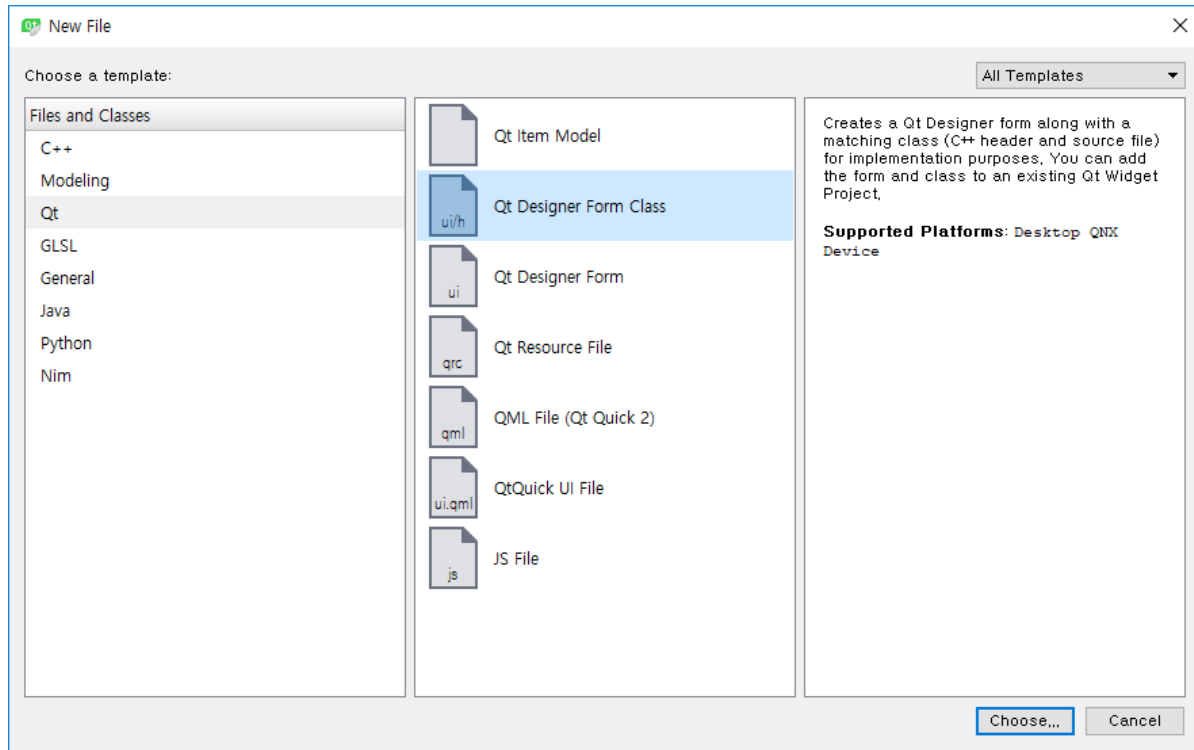 Qt New File
Choose a template:
All Templates
Files and Classes
C++
Modeling
Qt
GLSL
General
Java
Python
Nim
Qt Item Model
ui/h Qt Designer Form Class
ui Qt Designer Form
qrc Qt Resource File
qml QML File (Qt Quick 2)
ui.qml QtQuick UI File
js JS File
Creates a Qt Designer form along with a
matching class (C++ header and source file)
for implementation purposes, You can add
the form and class to an existing Qt Widget
Project,
Supported Platforms: Desktop QNX
Device
Choose,,, Cancel